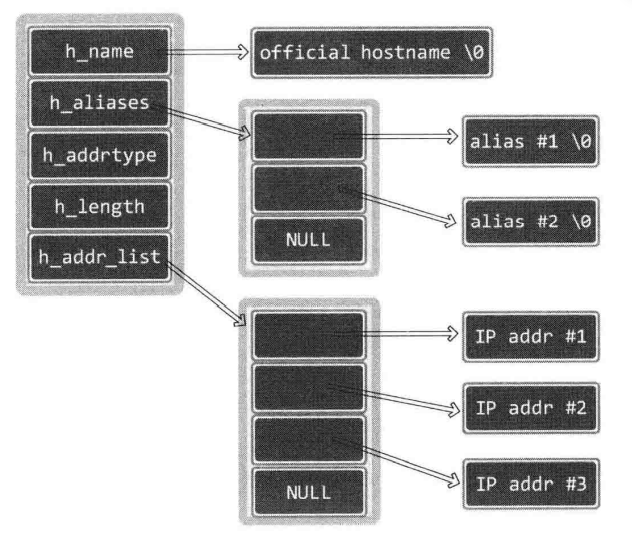 h_name
official hostname \0
h_aliases
alias #1 \0
h_addrtype
h_length
alias #2 \0
NULL
h_addr_list
IP addr #1
IP addr #2
IP addr #3
NULL